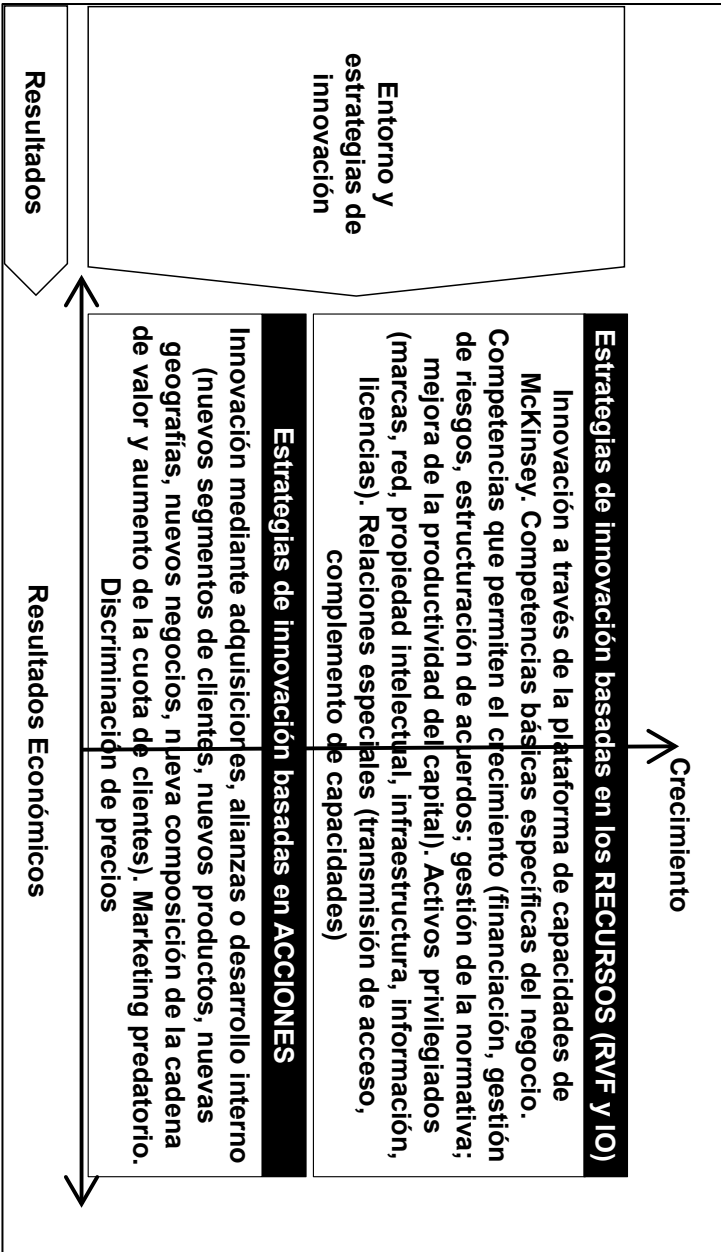 Crecimiento
Entorno y
estrategias de
innovación
Estrategias de innovación basadas en los RECURSOS (RVF y IO)
Innovación a través de la plataforma de capacidades de
McKinsey. Competencias básicas específicas del negocio.
Competencias que permiten el crecimiento (financiación, gestión
de riesgos, estructuración de acuerdos; gestión de la normativa;
mejora de la productividad del capital). Activos privilegiados
(marcas, red, propiedad intelectual, infraestructura, información,
licencias). Relaciones especiales (transmisión de acceso,
complemento de capacidades)
Estrategias de innovación basadas en ACCIONES
Innovación mediante adquisiciones, alianzas o desarrollo interno
(nuevos segmentos de clientes, nuevos productos, nuevas
geografías, nuevos negocios, nueva composición de la cadena
de valor y aumento de la cuota de clientes). Marketing predatorio.
Discriminación de precios
Resultados
Resultados Económicos